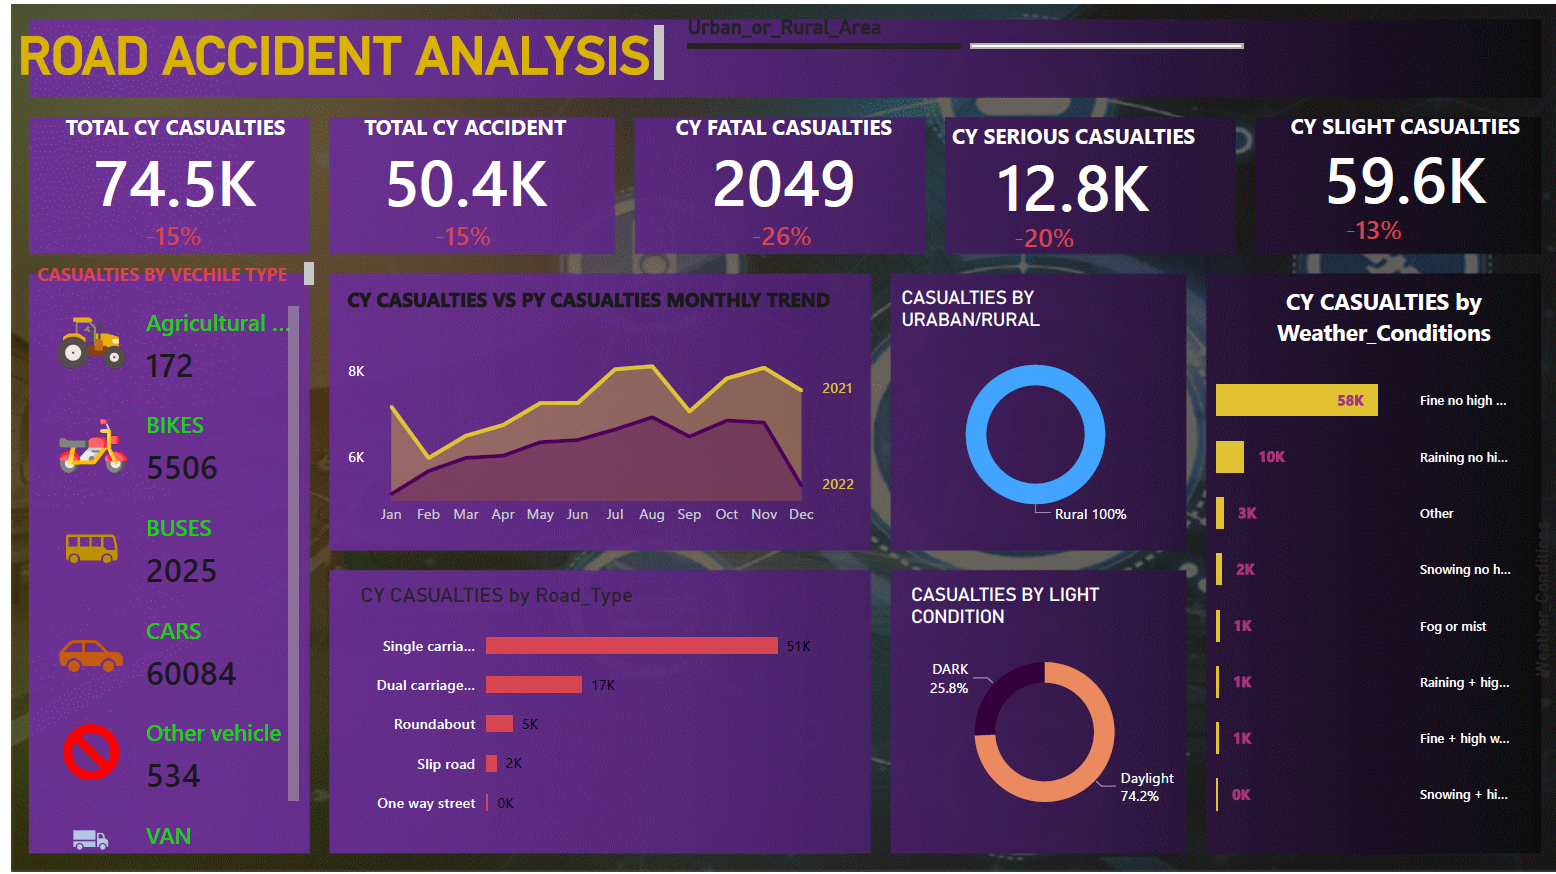 Urban_or_Rural_Area
ROAD ACCIDENT ANALYSIS
TOTAL CY CASUALTIES
74.5K
-15%
TOTAL CY ACCIDENT
50.4K
-15%
CY FATAL CASUALTIES
2049
-26%
CY SERIOUS CASUALTIES
12.8K
-20%
CY SLIGHT CASUALTIES
59.6K
-13%
CASUALTIES BY VECHILE TYPE
Agricultural ...
172
BIKES
5506
BUSES
2025
CARS
60084
Other vehicle
534
VAN
CY CASUALTIES VS PY CASUALTIES MONTHLY TREND
8K
6K
2021
2022
Jan Feb Mar Apr May Jun Jul Aug Sep Oct Nov Dec
CY CASUALTIES by Road_Type
Single carria... 51K
Dual carriage... 17K
Roundabout 5K
Slip road 2K
One way street 0K
CASUALTIES BY
URABAN/RURAL
Rural 100%
CASUALTIES BY LIGHT
CONDITION
DARK
25.8%
Daylight
74.2%
CY CASUALTIES by
Weather_Conditions
58K Fine no high ...
10K Raining no hi...
3K Other
2K Snowing no h...
1K Fog or mist
1K Raining + hig...
1K Fine + high w...
0K Snowing + hi...
Weather_Conditions